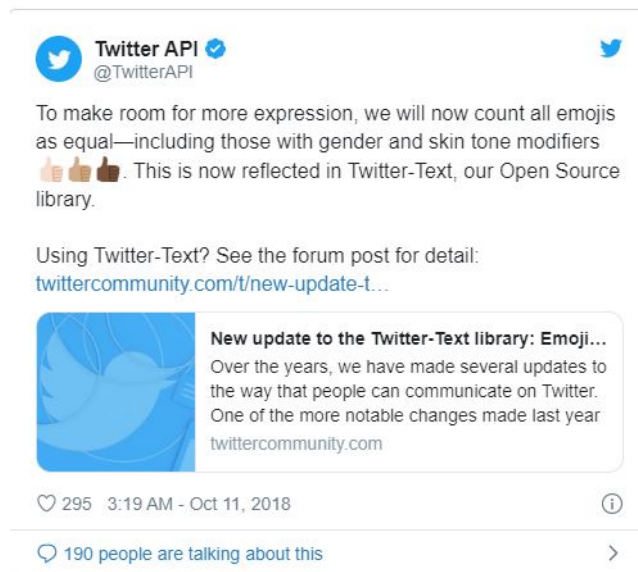 Twitter API
@TwitterAPI
To make room for more expression, we will now count all emojis
as equal—including those with gender and skin tone modifiers
👍🏻👍🏽👍🏿. This is now reflected in Twitter-Text, our Open Source
library.
Using Twitter-Text? See the forum post for detail:
twittercommunity.com/t/new-update-t…
New update to the Twitter-Text library: Emoji…
Over the years, we have made several updates to
the way that people can communicate on Twitter.
One of the more notable changes made last year
twittercommunity.com
295 3:19 AM - Oct 11, 2018
190 people are talking about this